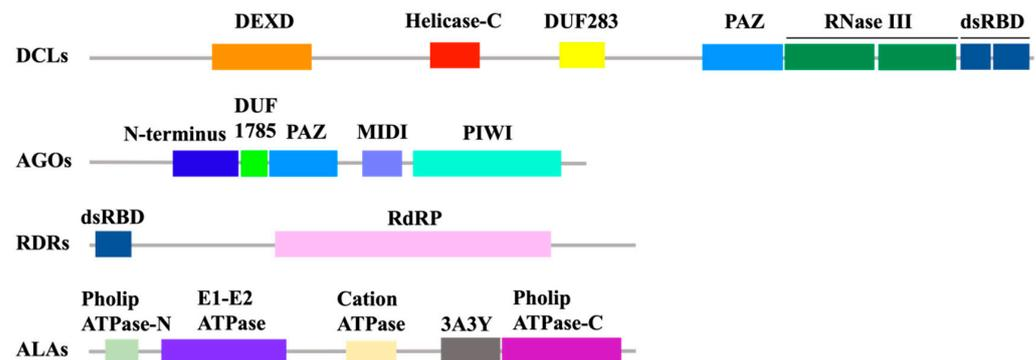 DEXD Helicase-C DUF283 PAZ RNase III dsRBD
DCLs
DUF
N-terminus 1785 PAZ MIDI PIWI
AGOs
dsRBD RdRP
RDRs
Pholip E1-E2 Cation Pholip
ATPase-N ATPase ATPase 3A3Y ATPase-C
ALAs